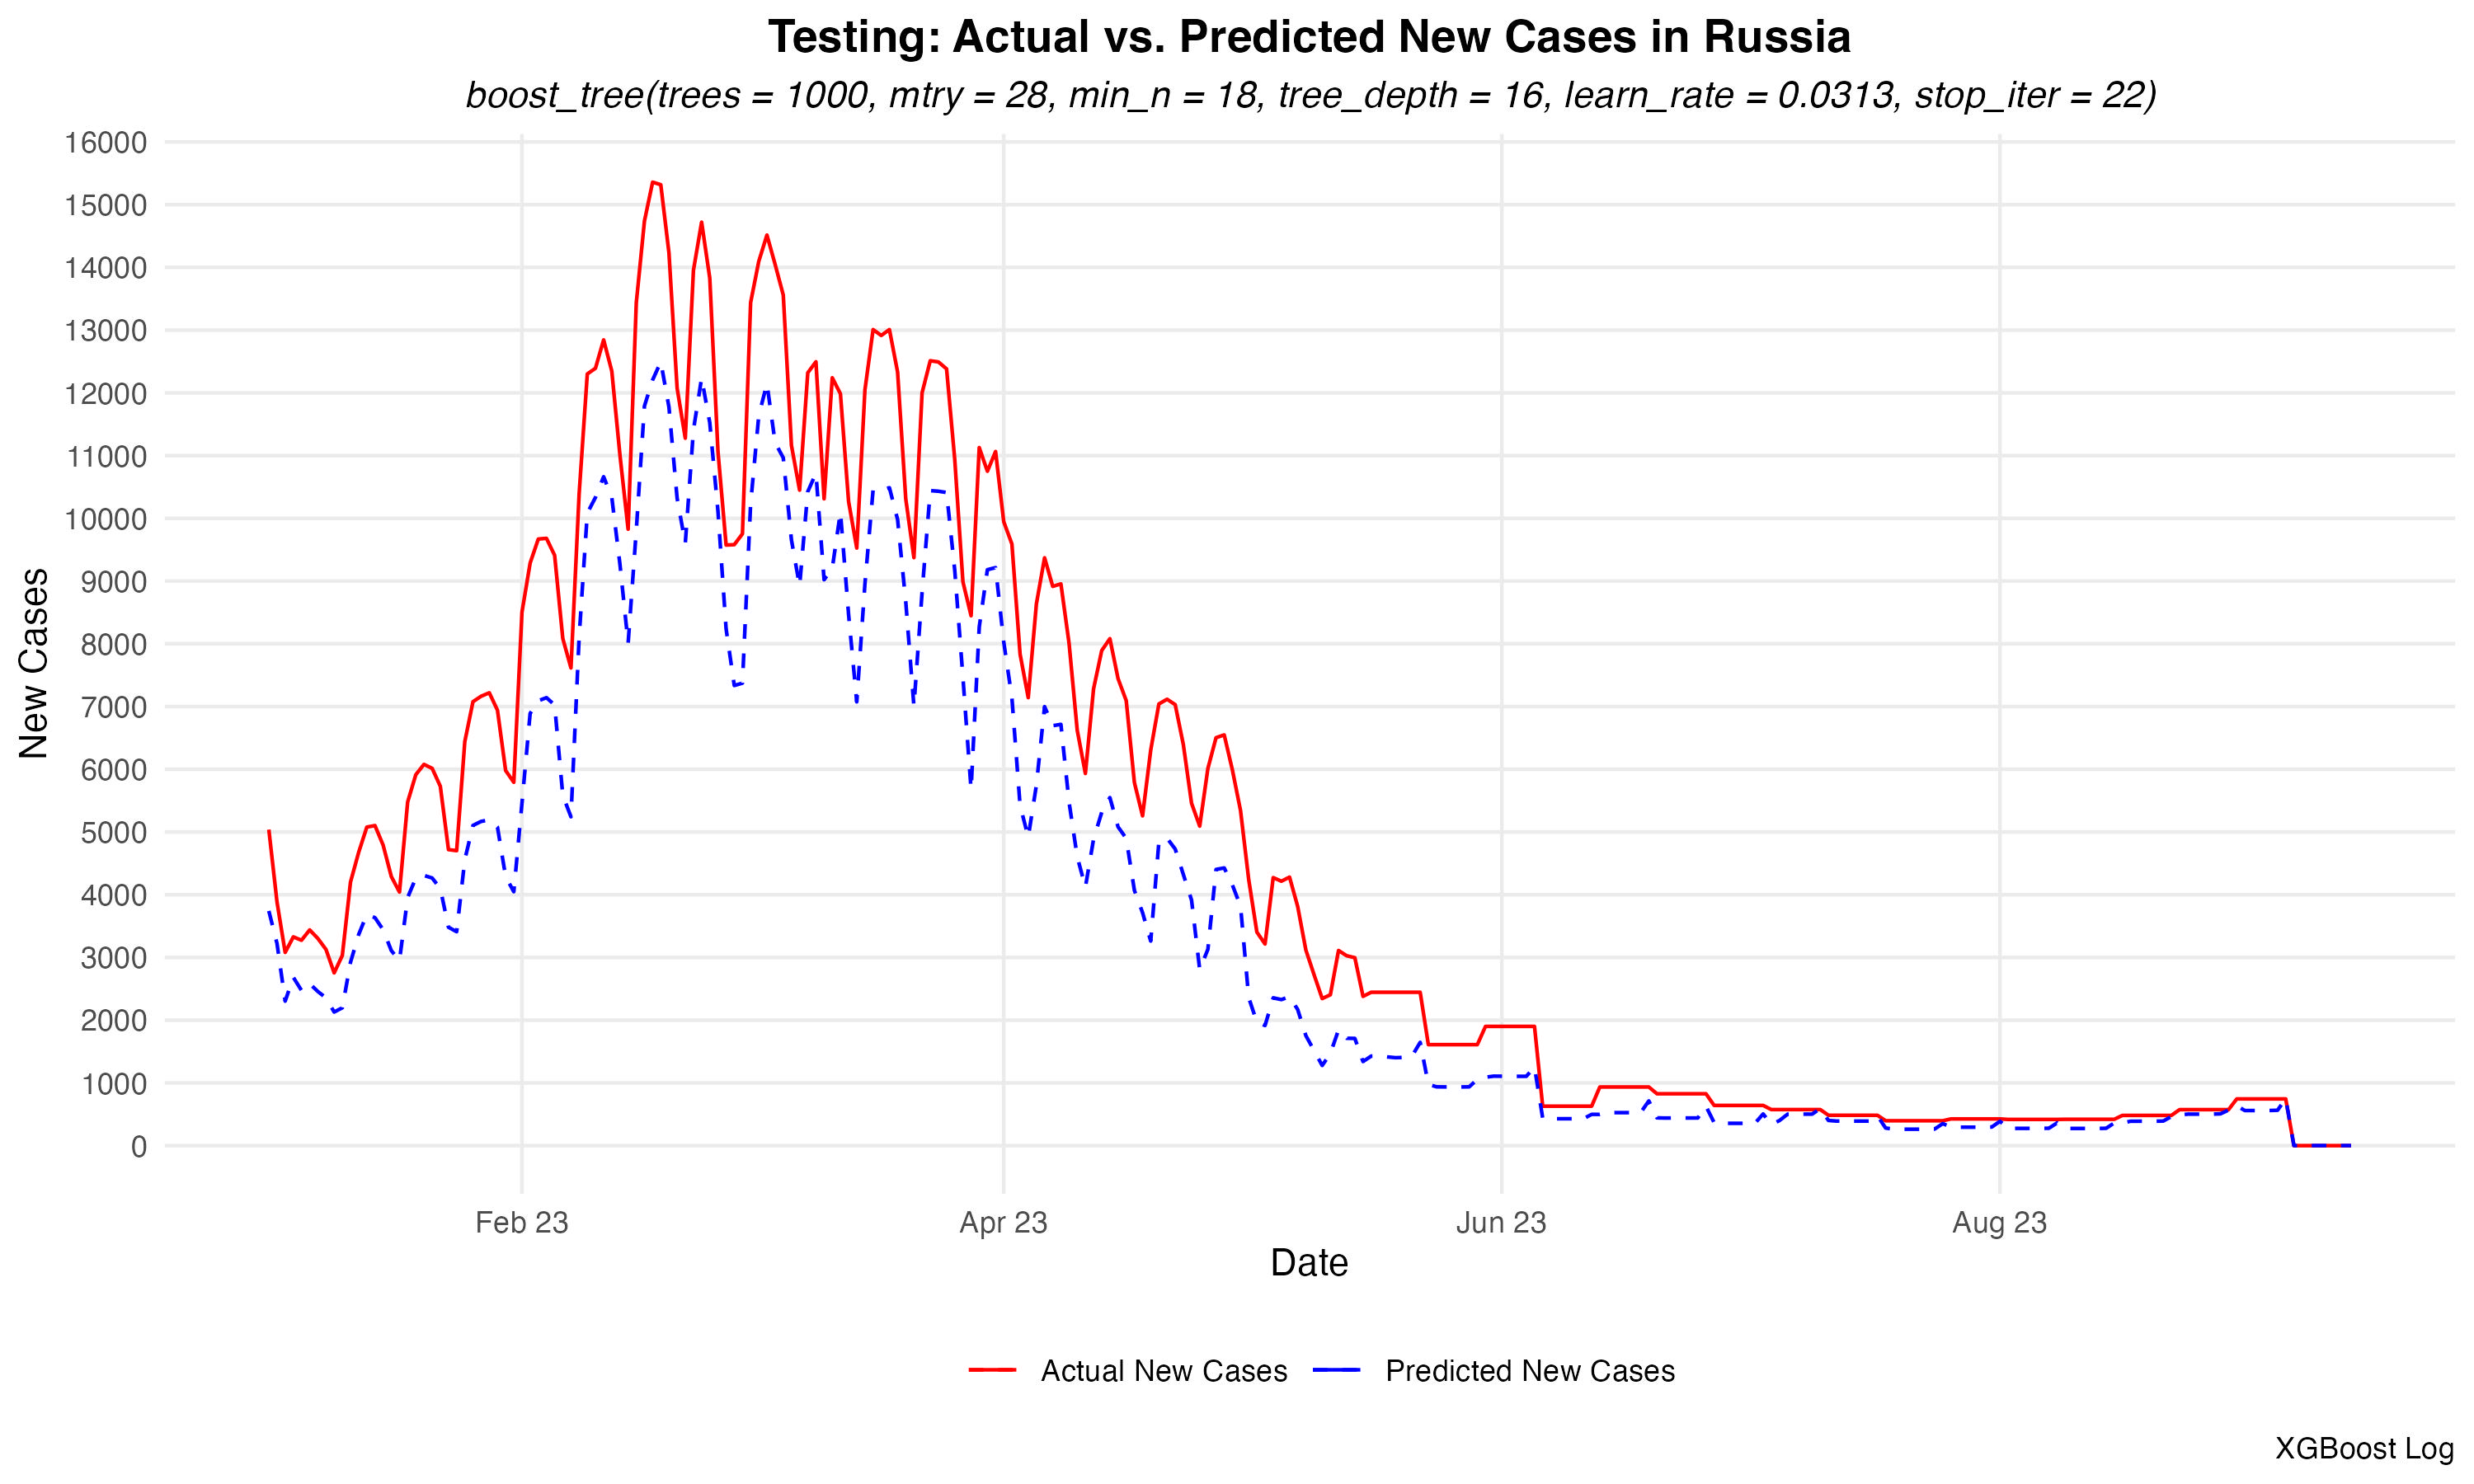 Testing: Actual vs. Predicted New Cases in Russia
boost_tree(trees = 1000, mtry = 28, min_n = 18, tree_depth = 16, learn_rate = 0.0313, stop_iter = 22)
16000
15000
14000
13000
12000
11000
10000
9000
8000
7000
6000
5000
4000
3000
2000
1000
0
New Cases
Feb 23 Apr 23 Jun 23 Aug 23
Date
Actual New Cases Predicted New Cases
XGBoost Log